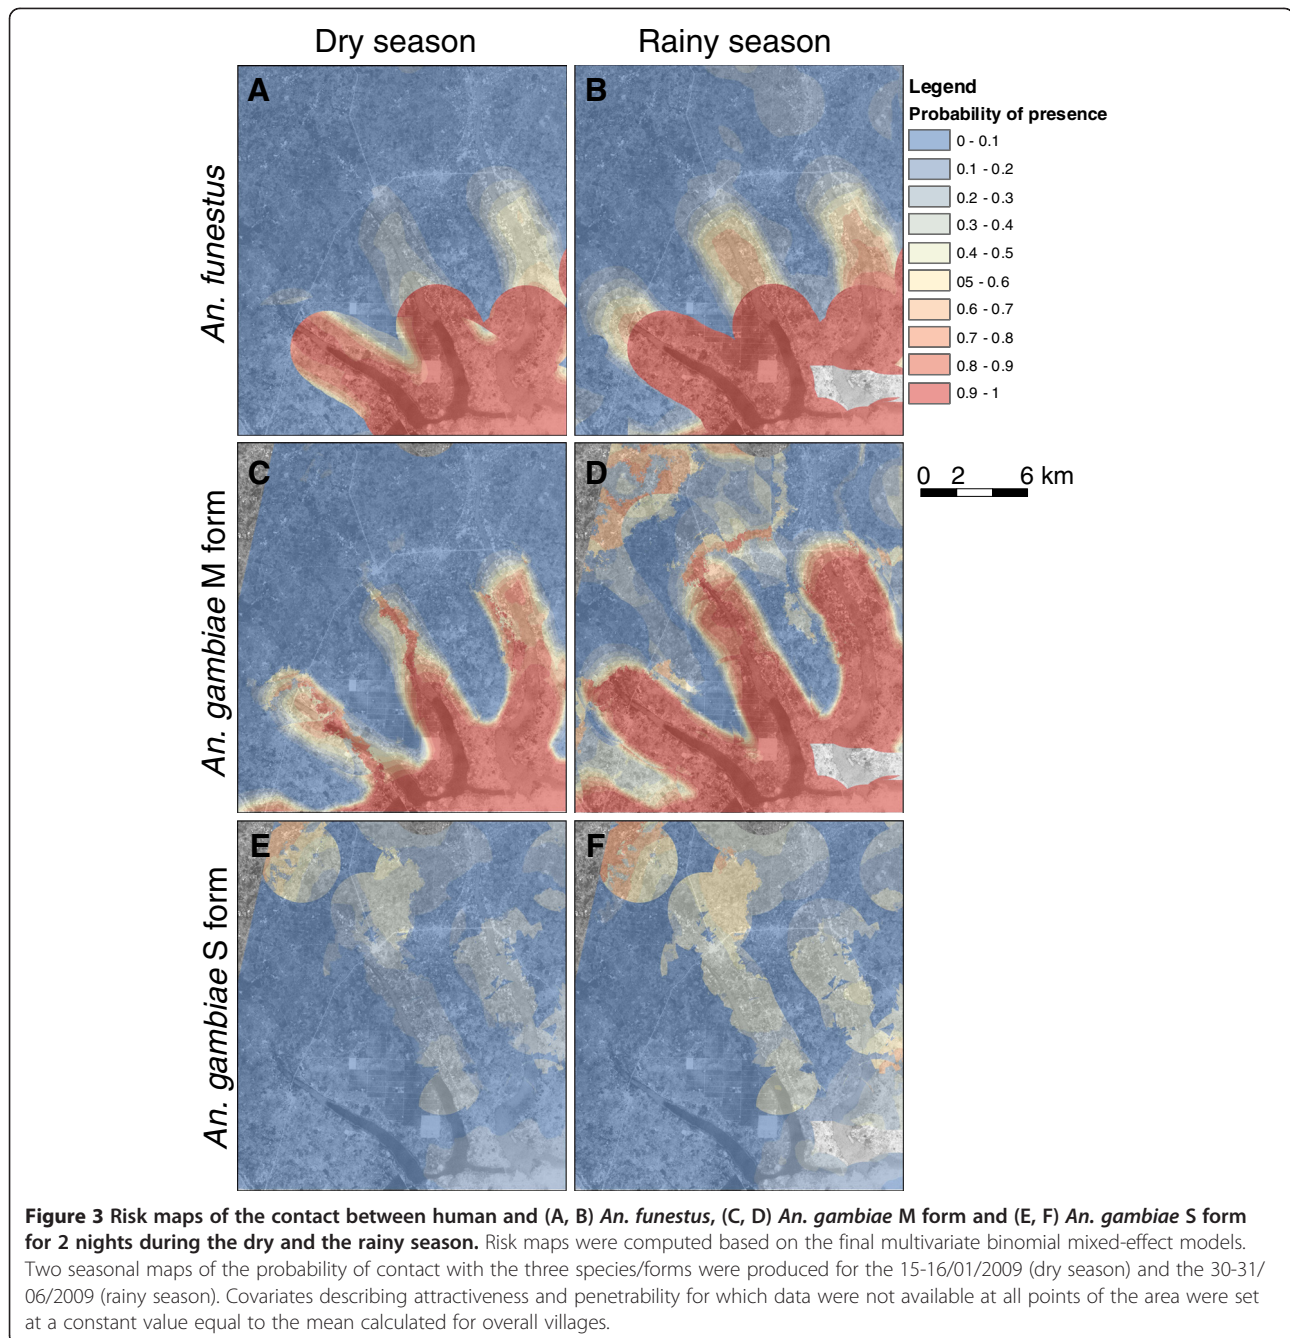 Dry season
Rainy season
A
B
C
D
E
F
An. funestus
An. gambiae M form
An. gambiae S form
Legend
Probability of presence
0 - 0.1
0.1 - 0.2
0.2 - 0.3
0.3 - 0.4
0.4 - 0.5
05 - 0.6
0.6 - 0.7
0.7 - 0.8
0.8 - 0.9
0.9 - 1
0 2 6 km
Figure 3 Risk maps of the contact between human and (A, B) An. funestus, (C, D) An. gambiae M form and (E, F) An. gambiae S form
for 2 nights during the dry and the rainy season. Risk maps were computed based on the final multivariate binomial mixed-effect models.
Two seasonal maps of the probability of contact with the three species/forms were produced for the 15-16/01/2009 (dry season) and the 30-31/
06/2009 (rainy season). Covariates describing attractiveness and penetrability for which data were not available at all points of the area were set
at a constant value equal to the mean calculated for overall villages.